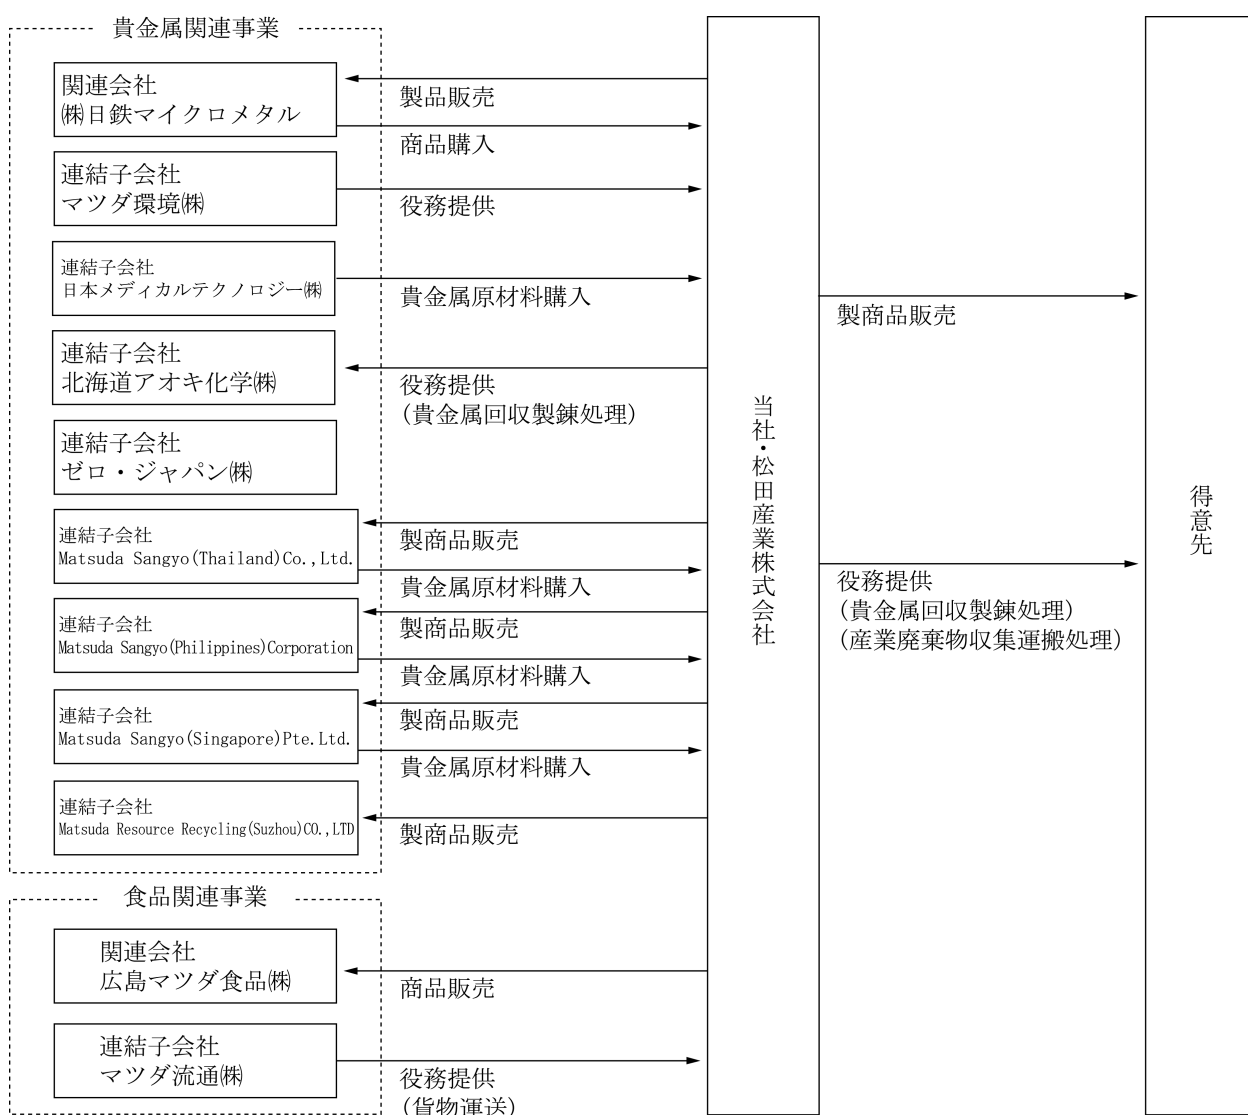 貴金属関連事業
関連会社
㈱日鉄マイクロメタル
製品販売
商品購入
連結子会社
マツダ環境㈱
役務提供
連結子会社
日本メディカルテクノロジー㈱
貴金属原材料購入
連結子会社
北海道アオキ化学㈱
役務提供
(貴金属回収製錬処理)
連結子会社
ゼロ・ジャパン㈱
連結子会社
Matsuda Sangyo(Thailand)Co.,Ltd.
製商品販売
貴金属原材料購入
連結子会社
Matsuda Sangyo(Philippines)Corporation
製商品販売
貴金属原材料購入
連結子会社
Matsuda Sangyo(Singapore)Pte.Ltd.
製商品販売
貴金属原材料購入
連結子会社
Matsuda Resource Recycling(Suzhou)CO.,LTD
製商品販売
食品関連事業
関連会社
広島マツダ食品㈱
商品販売
連結子会社
マツダ流通㈱
役務提供
(貨物運送)
当社・松田産業株式会社
製商品販売
役務提供
(貴金属回収製錬処理)
(産業廃棄物収集運搬処理)
得意先